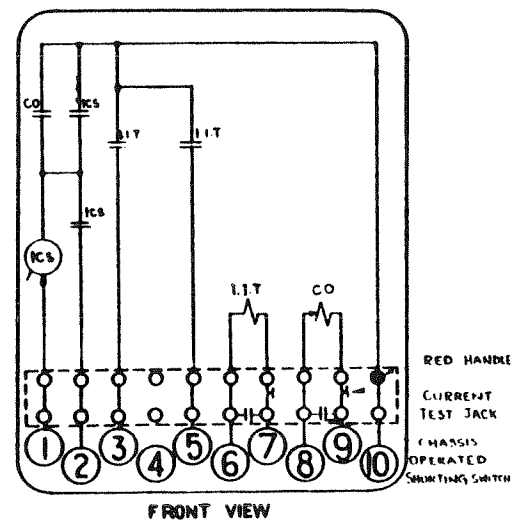 CO
ICS
I.I.T
I.I.T
ICS
ICS
I.I.T
CO
RED HANDLE
CURRENT
TEST JACK
CHASSIS
OPERATED
SHORTING SWITCH
1
2
3
4
5
6
7
8
9
10
FRONT VIEW